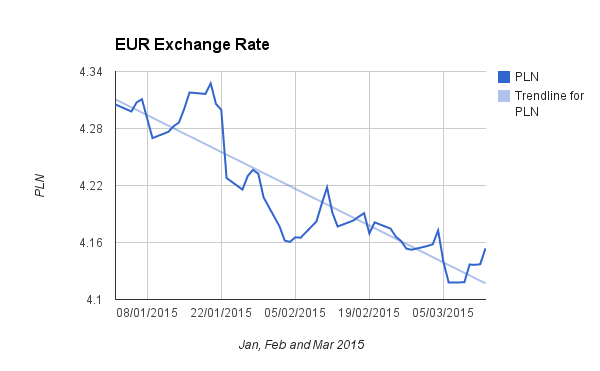 EUR Exchange Rate
4.34
4.28
4.22
4.16
4.1
PLN
08/01/2015
22/01/2015
05/02/2015
19/02/2015
05/03/2015
Jan, Feb and Mar 2015
PLN
Trendline for
PLN